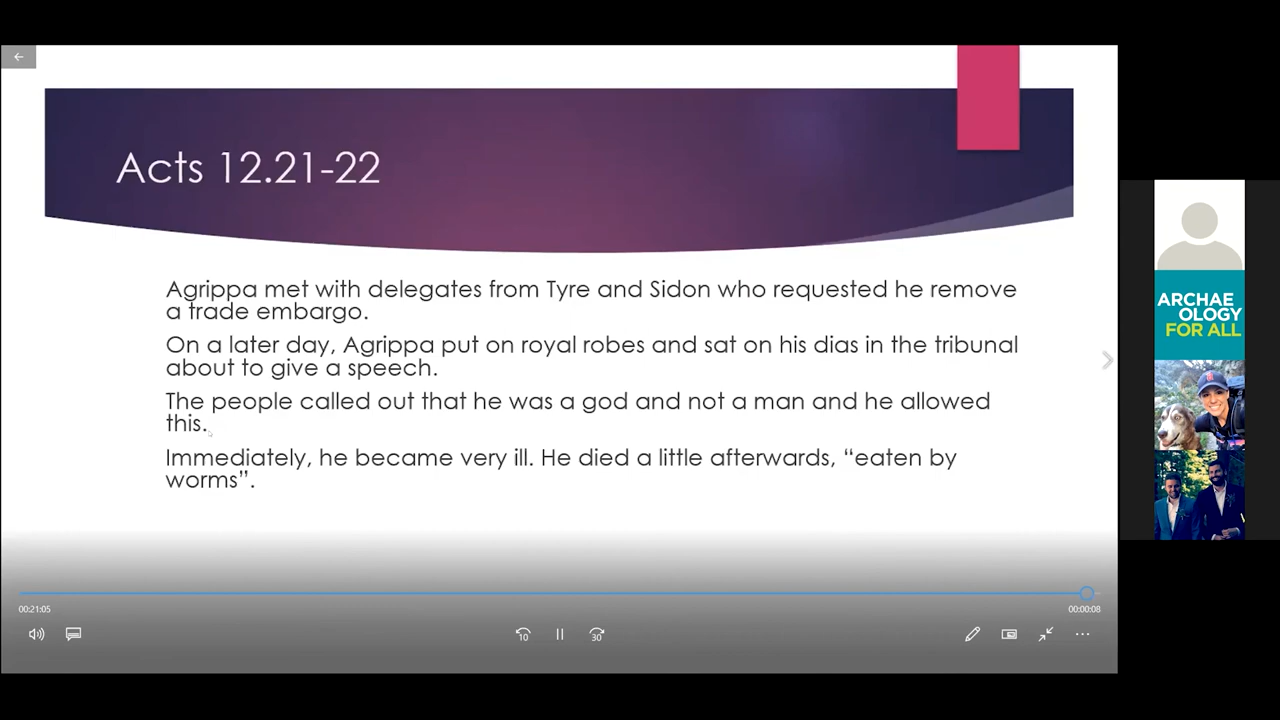 Acts 12.21-22
Agrippa met with delegates from Tyre and Sidon who requested he remove
a trade embargo.
On a later day, Agrippa put on royal robes and sat on his dias in the tribunal
about to give a speech.
The people called out that he was a god and not a man and he allowed
this.
Immediately, he became very ill. He died a little afterwards, “eaten by
worms”.
00:21:05
00:00:08
10
30
ARCHAE
OLOGY
FOR ALL